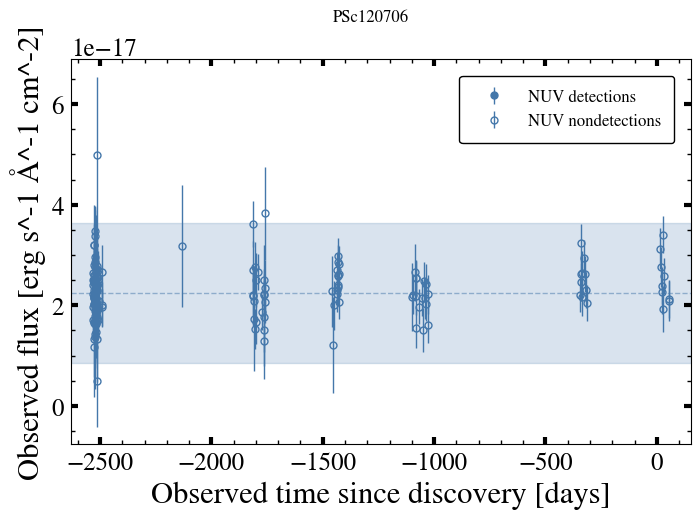 PSc120706
1e−17
NUV detections
NUV nondetections
6
4
2
0
Observed flux [erg s^-1 Å^-1 cm^-2]
−2500 −2000 −1500 −1000 −500 0
Observed time since discovery [days]